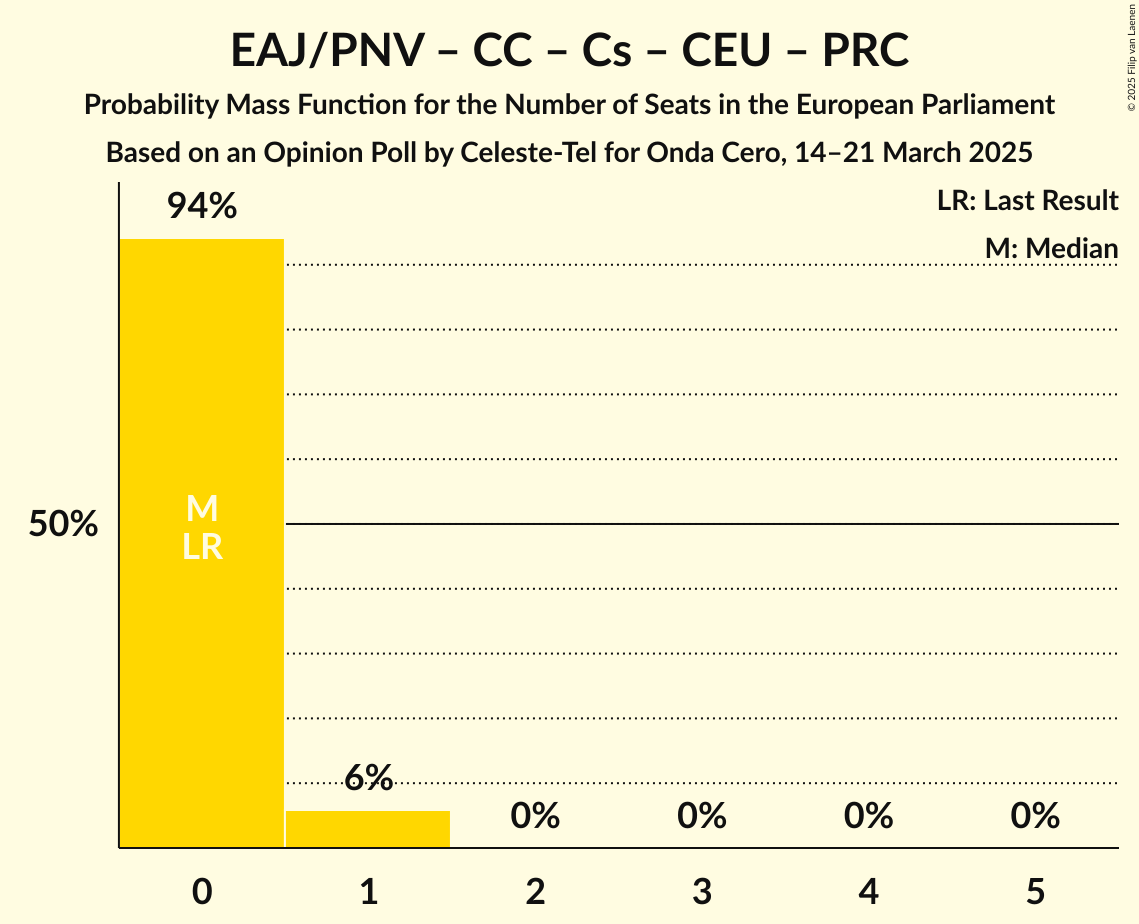 EAJ/PNV – CC – Cs – CEU – PRC
Probability Mass Function for the Number of Seats in the European Parliament
Based on an Opinion Poll by Celeste-Tel for Onda Cero, 14–21 March 2025
© 2025 Filip van Laenen
LR: Last Result
M: Median
94%
M
LR
50%
6%
0%
0%
0%
0%
0
1
2
3
4
5